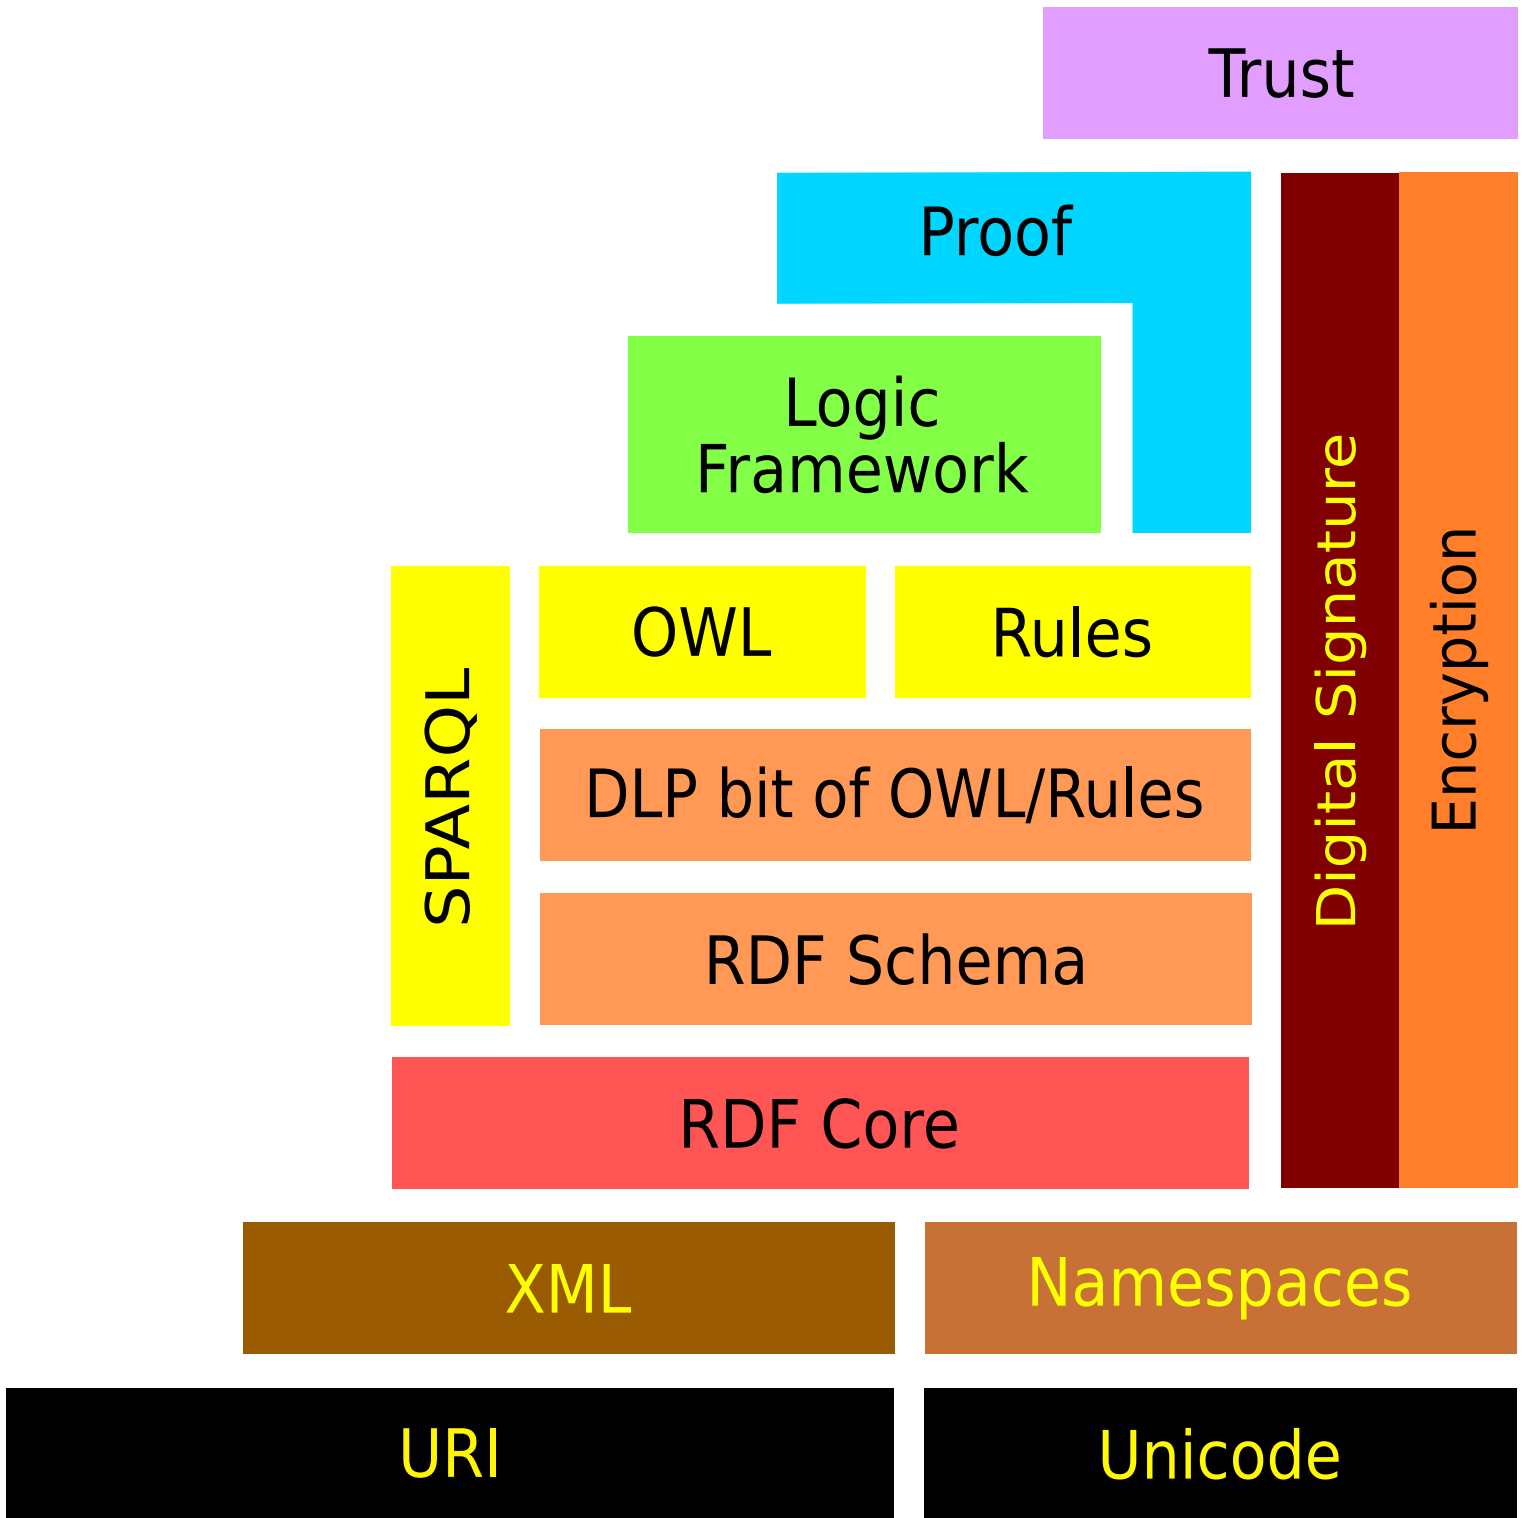 Trust
Proof
Logic
Framework
OWL
Rules
SPARQL
DLP bit of OWL/Rules
RDF Schema
RDF Core
Digital Signature
Encryption
XML
Namespaces
URI
Unicode